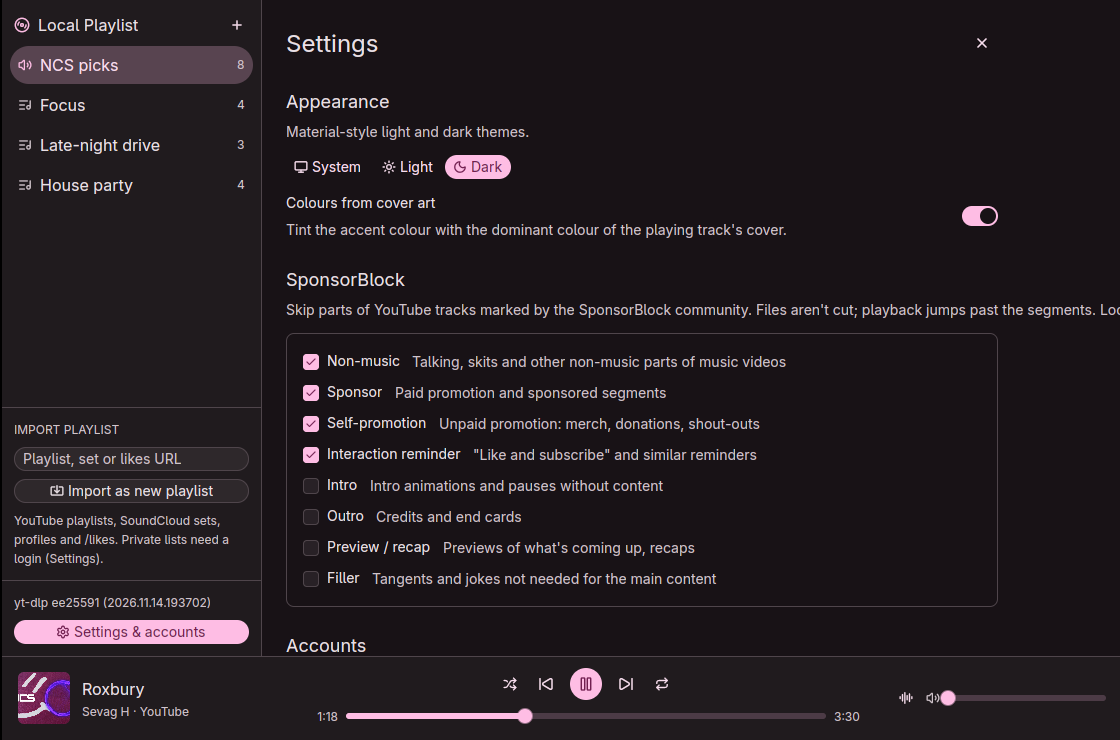 Local Playlist
NCS picks 8
Focus 4
Late-night drive 3
House party 4
IMPORT PLAYLIST
Playlist, set or likes URL
Import as new playlist
YouTube playlists, SoundCloud sets,
profiles and /likes. Private lists need a
login (Settings).
yt-dlp ee25591 (2026.11.14.193702)
Settings & accounts
Settings
Appearance
Material-style light and dark themes.
System Light Dark
Colours from cover art
Tint the accent colour with the dominant colour of the playing track's cover.
SponsorBlock
Skip parts of YouTube tracks marked by the SponsorBlock community. Files aren't cut; playback jumps past the segments. Loc
Non-music Talking, skits and other non-music parts of music videos
Sponsor Paid promotion and sponsored segments
Self-promotion Unpaid promotion: merch, donations, shout-outs
Interaction reminder "Like and subscribe" and similar reminders
Intro Intro animations and pauses without content
Outro Credits and end cards
Preview / recap Previews of what's coming up, recaps
Filler Tangents and jokes not needed for the main content
Accounts
CS
Roxbury
Sevag H · YouTube
1:18 3:30